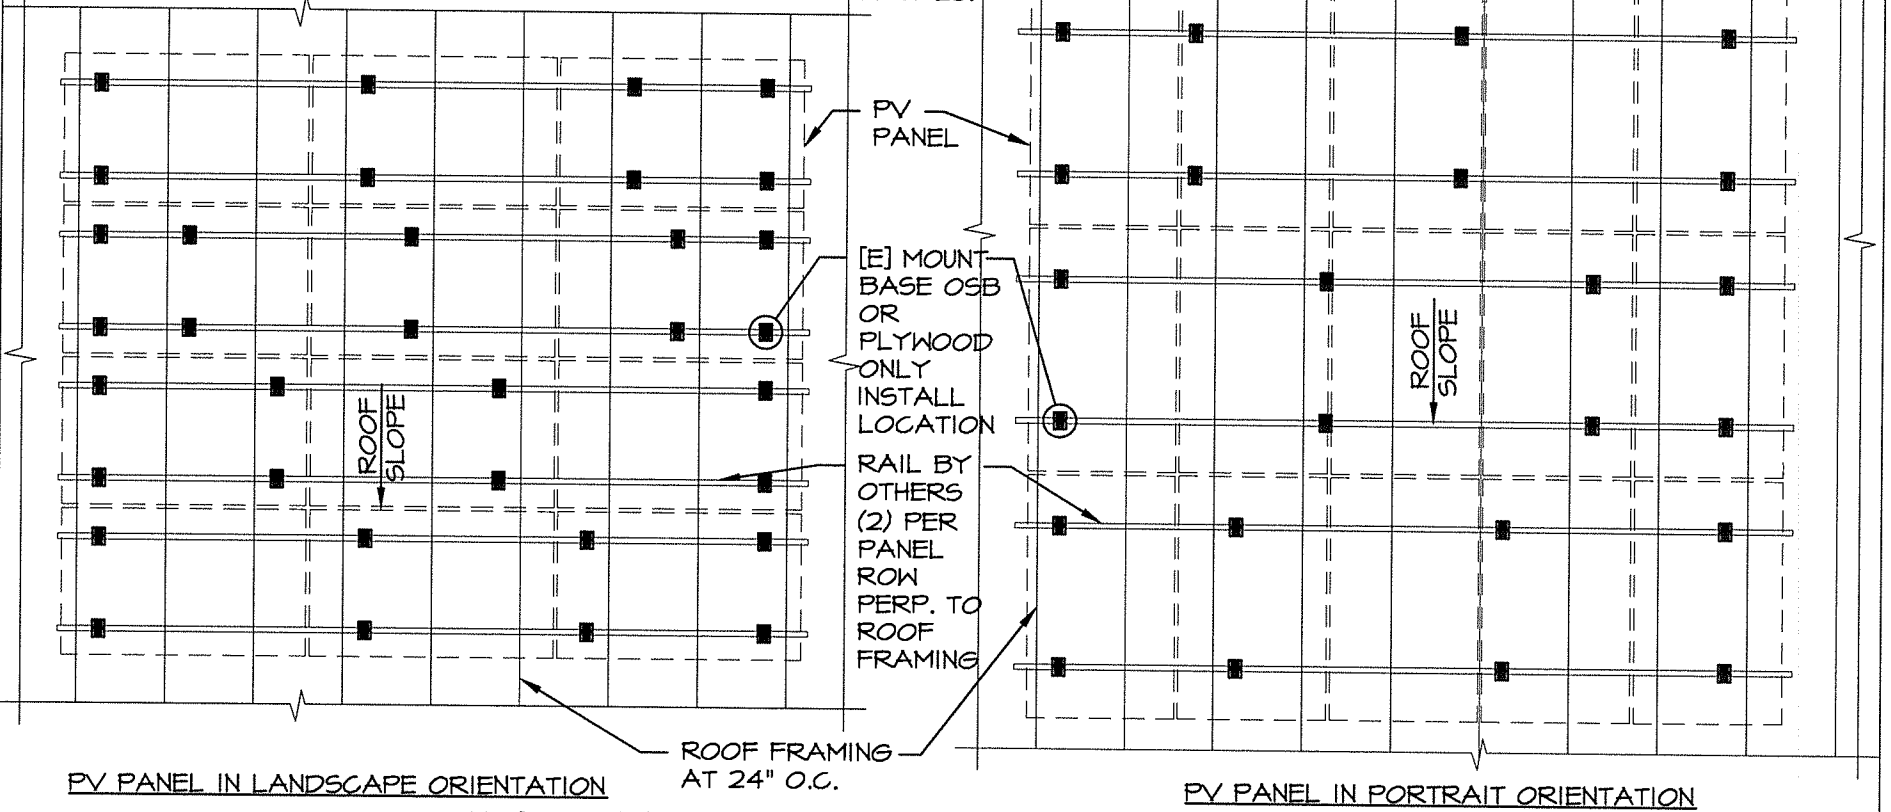 PV
PANEL
[E] MOUNT
BASE OSB
OR
PLYWOOD
ONLY
INSTALL
LOCATION
RAIL BY
OTHERS
(2) PER
PANEL
ROW
PERP. TO
ROOF
FRAMING
ROOF
SLOPE
ROOF
SLOPE
ROOF FRAMING
AT 24" O.C.
PV PANEL IN LANDSCAPE ORIENTATION
PV PANEL IN PORTRAIT ORIENTATION